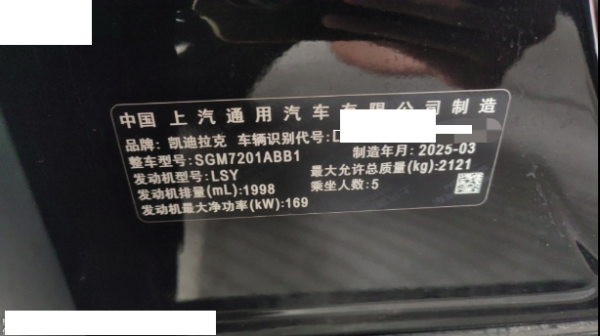 中国 上汽通用汽车有限公司制造
品牌: 凯迪拉克 车辆识别代号:
整车型号:SGM7201ABB1 制造年月: 2025-03
发动机型号:LSY 最大允许总质量(kg):2121
发动机排量(mL):1998 乘坐人数:5
发动机最大净功率(kW):169